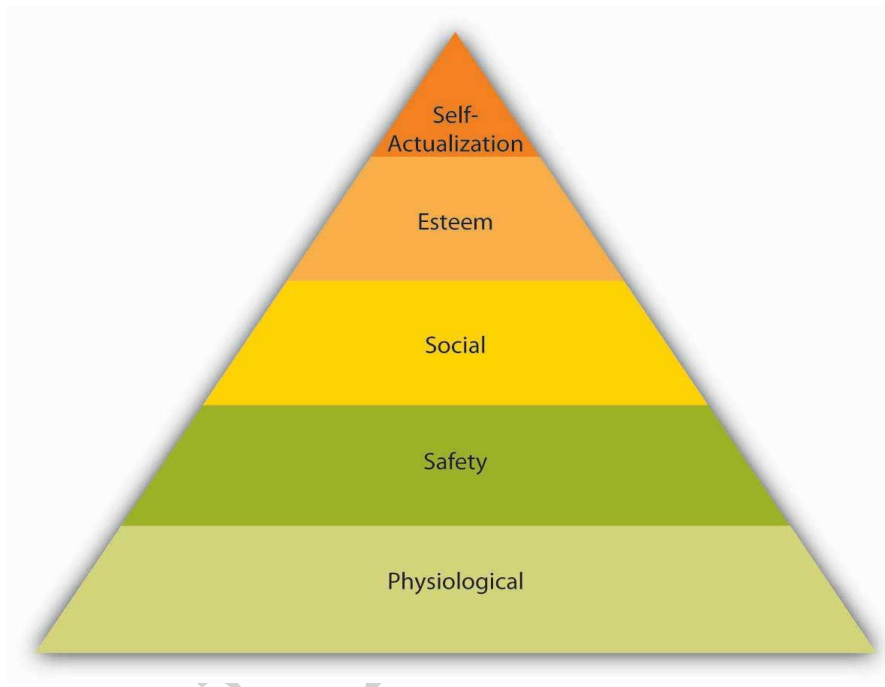 Self-
Actualization
Esteem
Social
Safety
Physiological